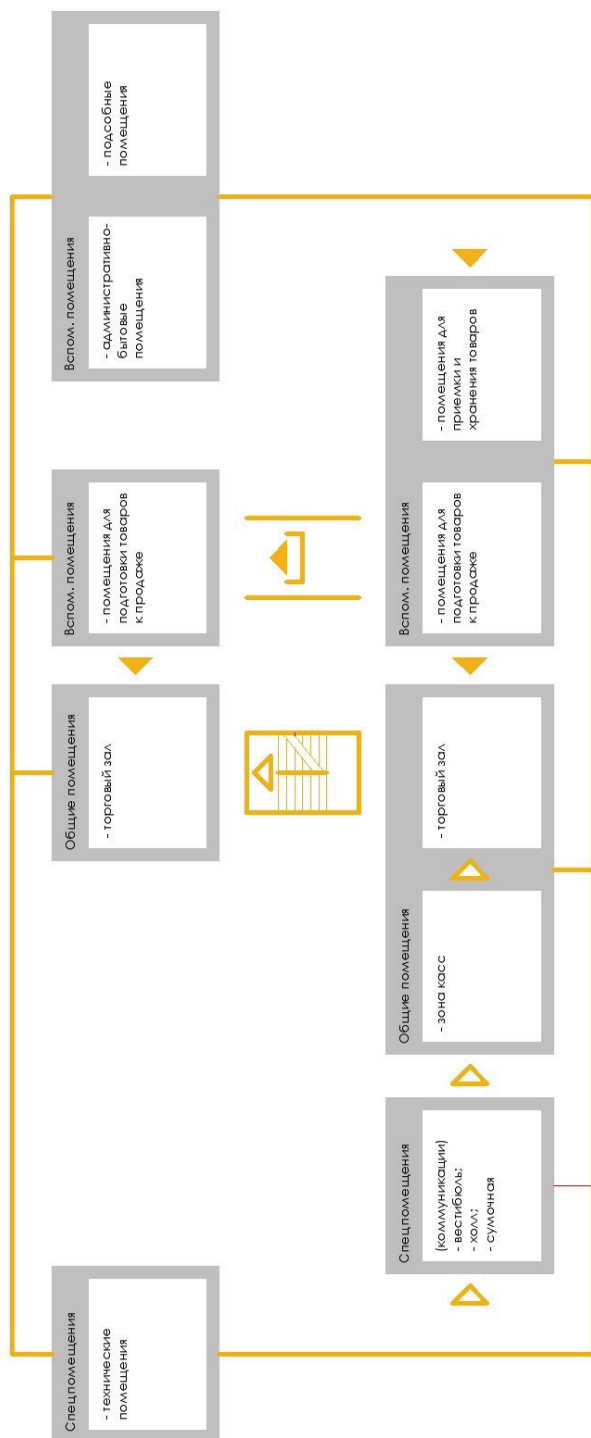 Спецпомещения
- технические
помещения
Общие помещения
- торговый зал
Вспом. помещения
- помещения для
подготовки товаров
к продаже
Вспом. помещения
- административно-
бытовые
помещения
- подсобные
помещения
Спецпомещения
(коммуникации)
- вестибюль;
- холл;
- сумочная
Общие помещения
- зона касс
- торговый зал
Вспом. помещения
- помещения для
подготовки товаров
к продаже
- помещения для
приемки и
хранения товаров